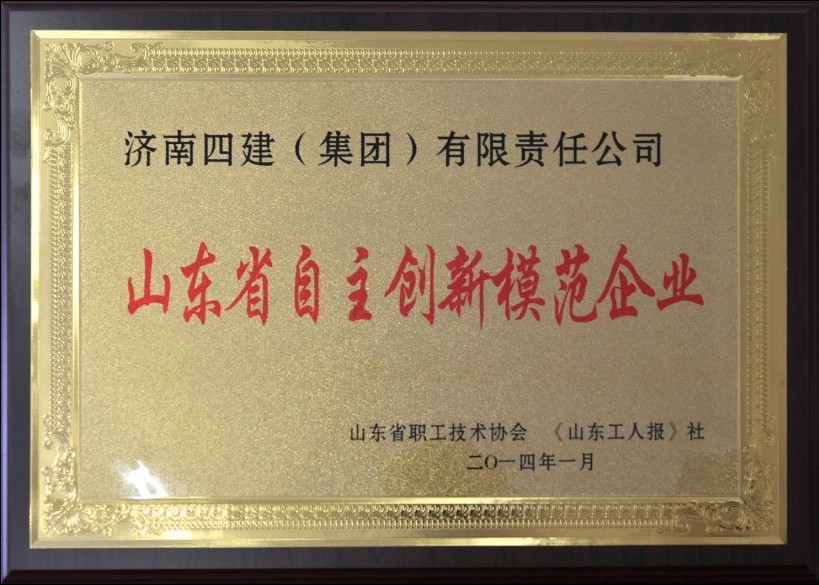 济南四建（集团）有限责任公司
山东省自主创新模范企业
山东省职工技术协会 《山东工人报》社
二〇一四年一月